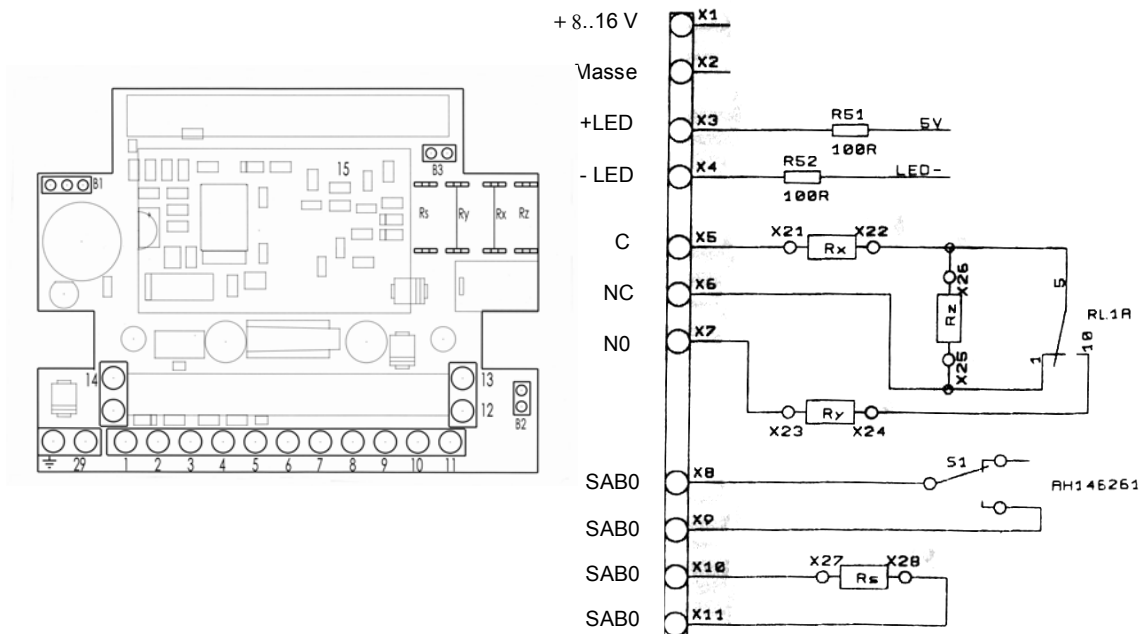 B1
B3
15
Rs
Ry
Rx
Rz
14
13
12
B2
29
1
2
3
4
5
6
7
8
9
10
11
+ 8..16 V
X1
Masse
X2
+LED
X3
R51
100R
5V
- LED
X4
R52
100R
LED-
C
X5
X21
Rx
X22
NC
X6
X26
Rz
X25
5
RL1A
1
10
N0
X7
X23
Ry
X24
SAB0
X8
S1
AH146261
SAB0
X9
SAB0
X10
X27
Rs
X28
SAB0
X11